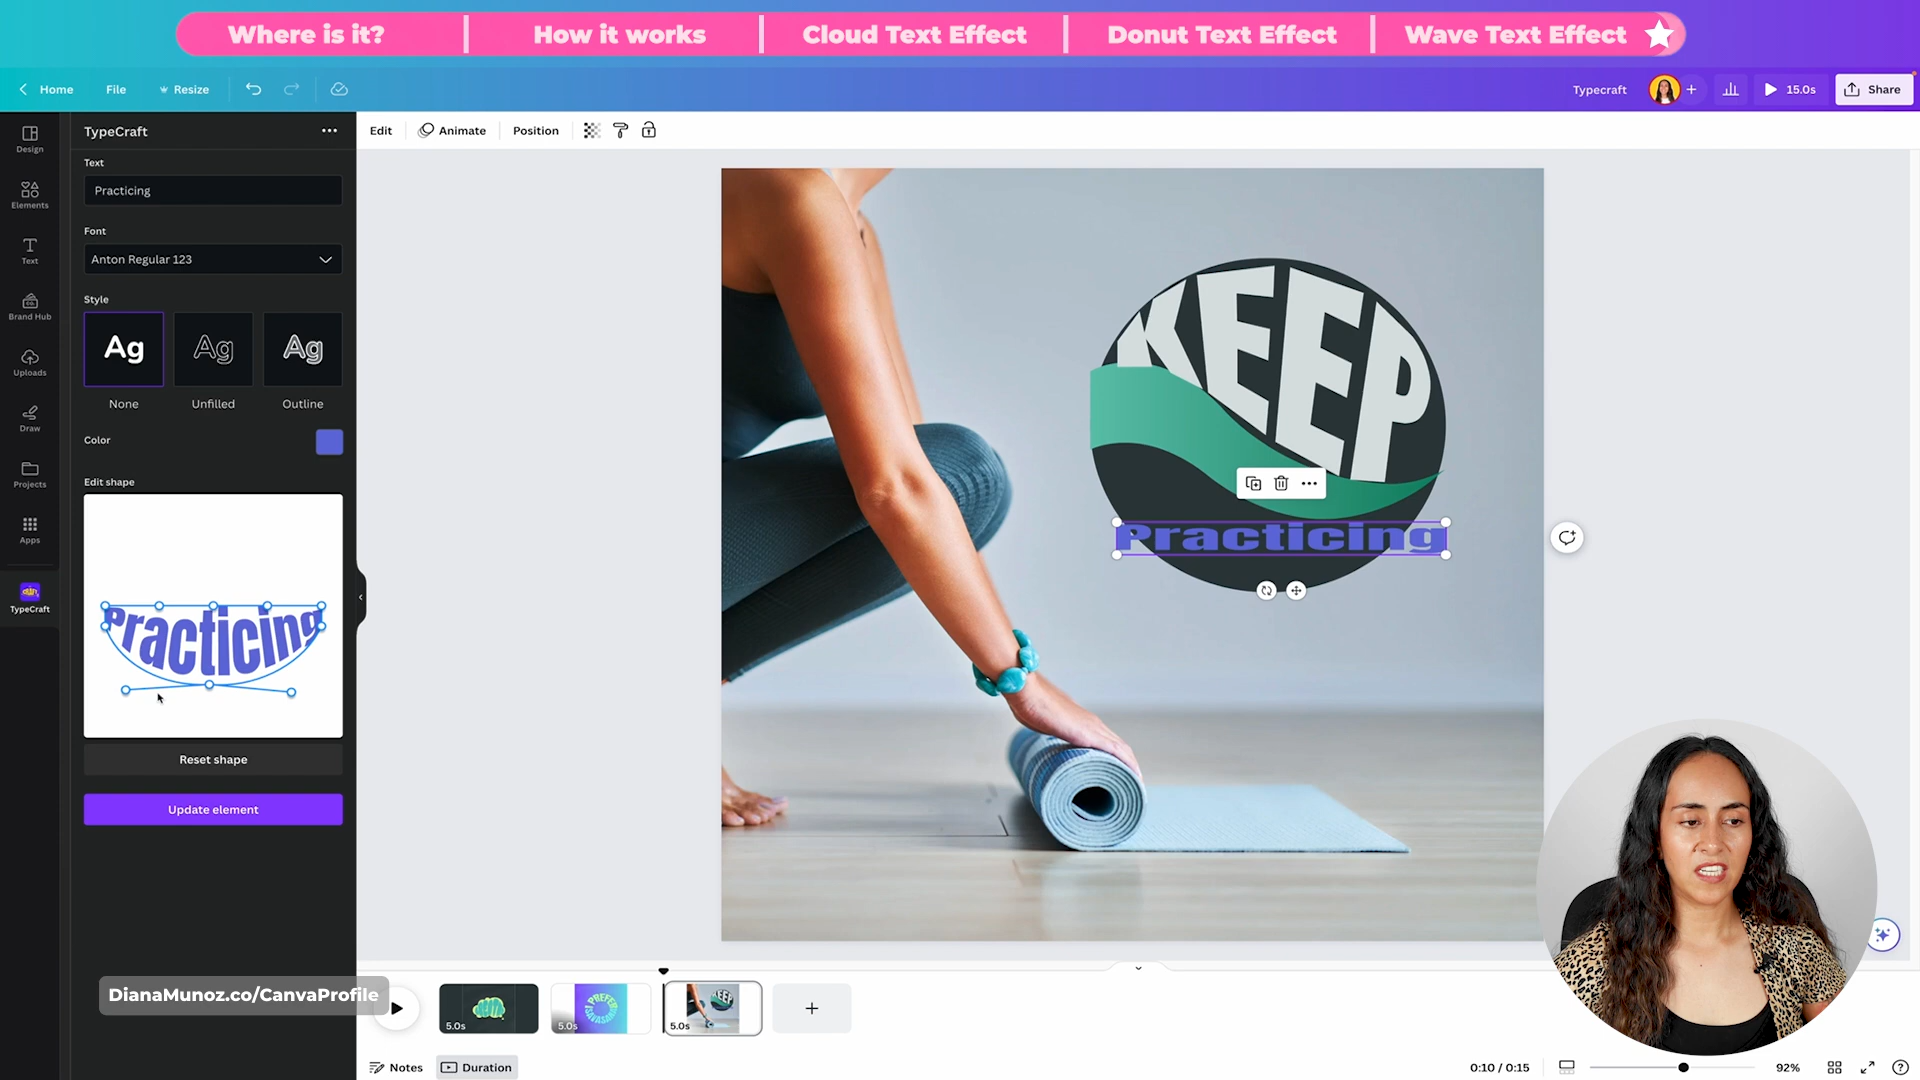 Where is it?
How it works
Cloud Text Effect
Donut Text Effect
Wave Text Effect
Home
File
Resize
Typecraft
15.0s
Share
Design
Elements
Text
Brand Hub
Uploads
Draw
Projects
Apps
TypeCraft
TypeCraft
Text
Practicing
Font
Anton Regular 123
Style
Ag
Ag
Ag
None
Unfilled
Outline
Color
Edit shape
Practicing
Reset shape
Update element
Edit
Animate
Position
KEEP
Practicing
DianaMunoz.co/CanvaProfile
5.0s
I PREFER
5.0s
KEEP
5.0s
Notes
Duration
0:10 / 0:15
92%